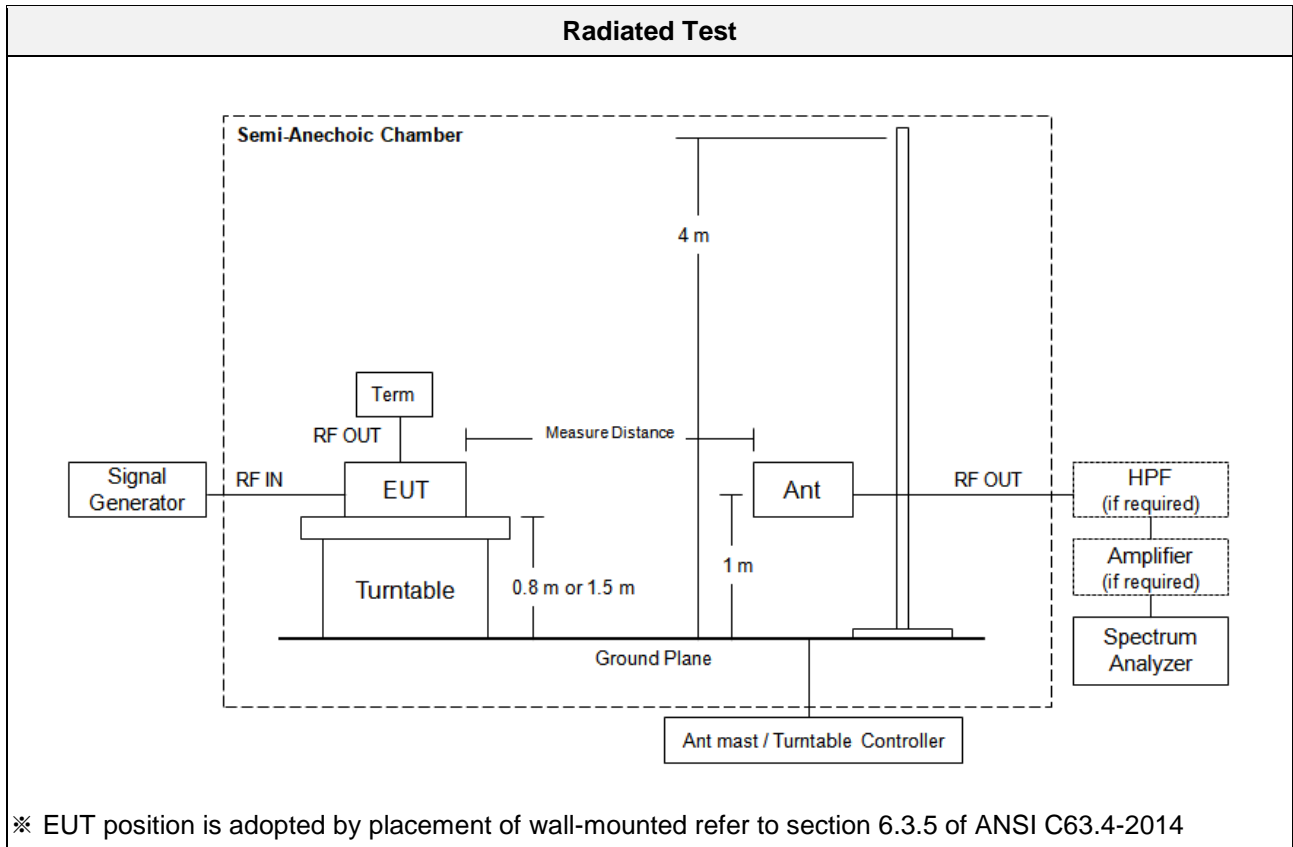 Radiated Test
Semi-Anechoic Chamber
4 m
Term
RF OUT
Measure Distance
Signal
Generator
RF IN
EUT
Ant
RF OUT
HPF
(if required)
1 m
Amplifier
(if required)
Turntable
0.8 m or 1.5 m
Spectrum
Analyzer
Ground Plane
Ant mast / Turntable Controller
※ EUT position is adopted by placement of wall-mounted refer to section 6.3.5 of ANSI C63.4-2014